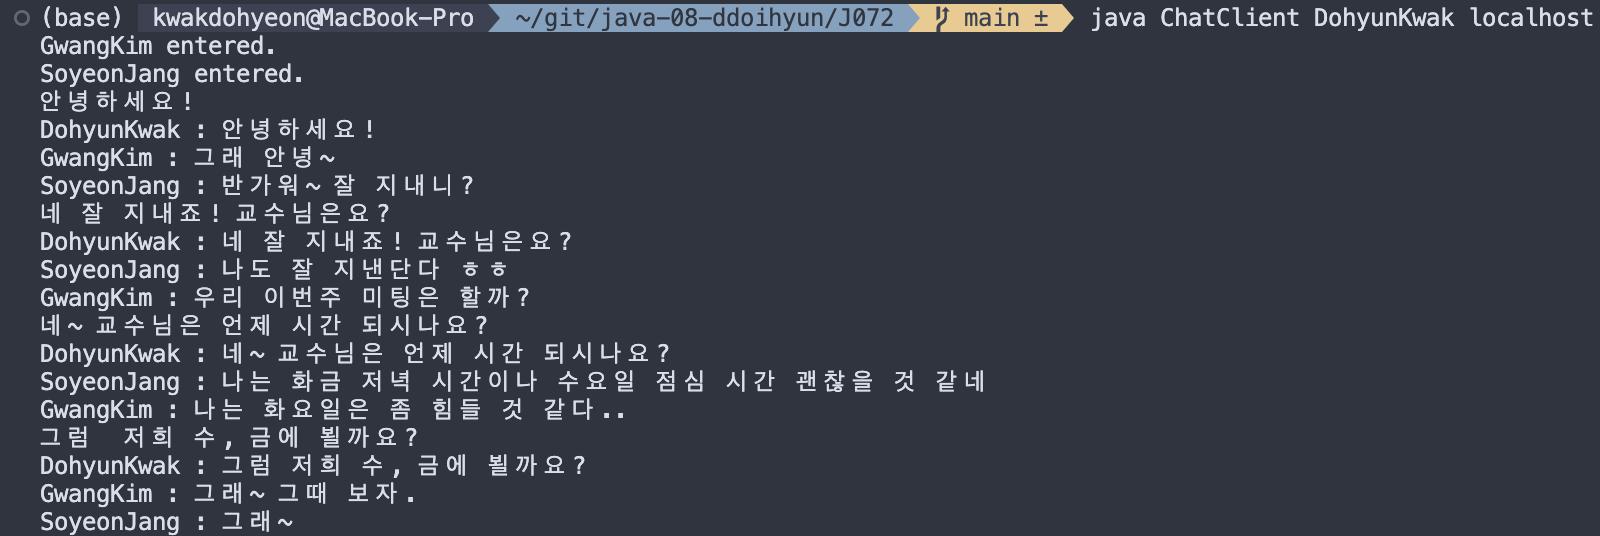 (base) kwakdohyeon@MacBook-Pro ~/git/java-08-ddoihyun/J072 main ± java ChatClient DohyunKwak localhost
GwangKim entered.
SoyeonJang entered.
안녕하세요!
DohyunKwak : 안녕하세요!
GwangKim : 그래 안녕~
SoyeonJang : 반가워~ 잘 지내니?
네 잘 지내죠! 교수님은요?
DohyunKwak : 네 잘 지내죠! 교수님은요?
SoyeonJang : 나도 잘 지낸단다 ㅎㅎ
GwangKim : 우리 이번주 미팅은 할까?
네~ 교수님은 언제 시간 되시나요?
DohyunKwak : 네~ 교수님은 언제 시간 되시나요?
SoyeonJang : 나는 화금 저녁 시간이나 수요일 점심 시간 괜찮을 것 같네
GwangKim : 나는 화요일은 좀 힘들 것 같다..
그럼  저희 수, 금에 뵐까요?
DohyunKwak : 그럼 저희 수, 금에 뵐까요?
GwangKim : 그래~ 그때 보자.
SoyeonJang : 그래~